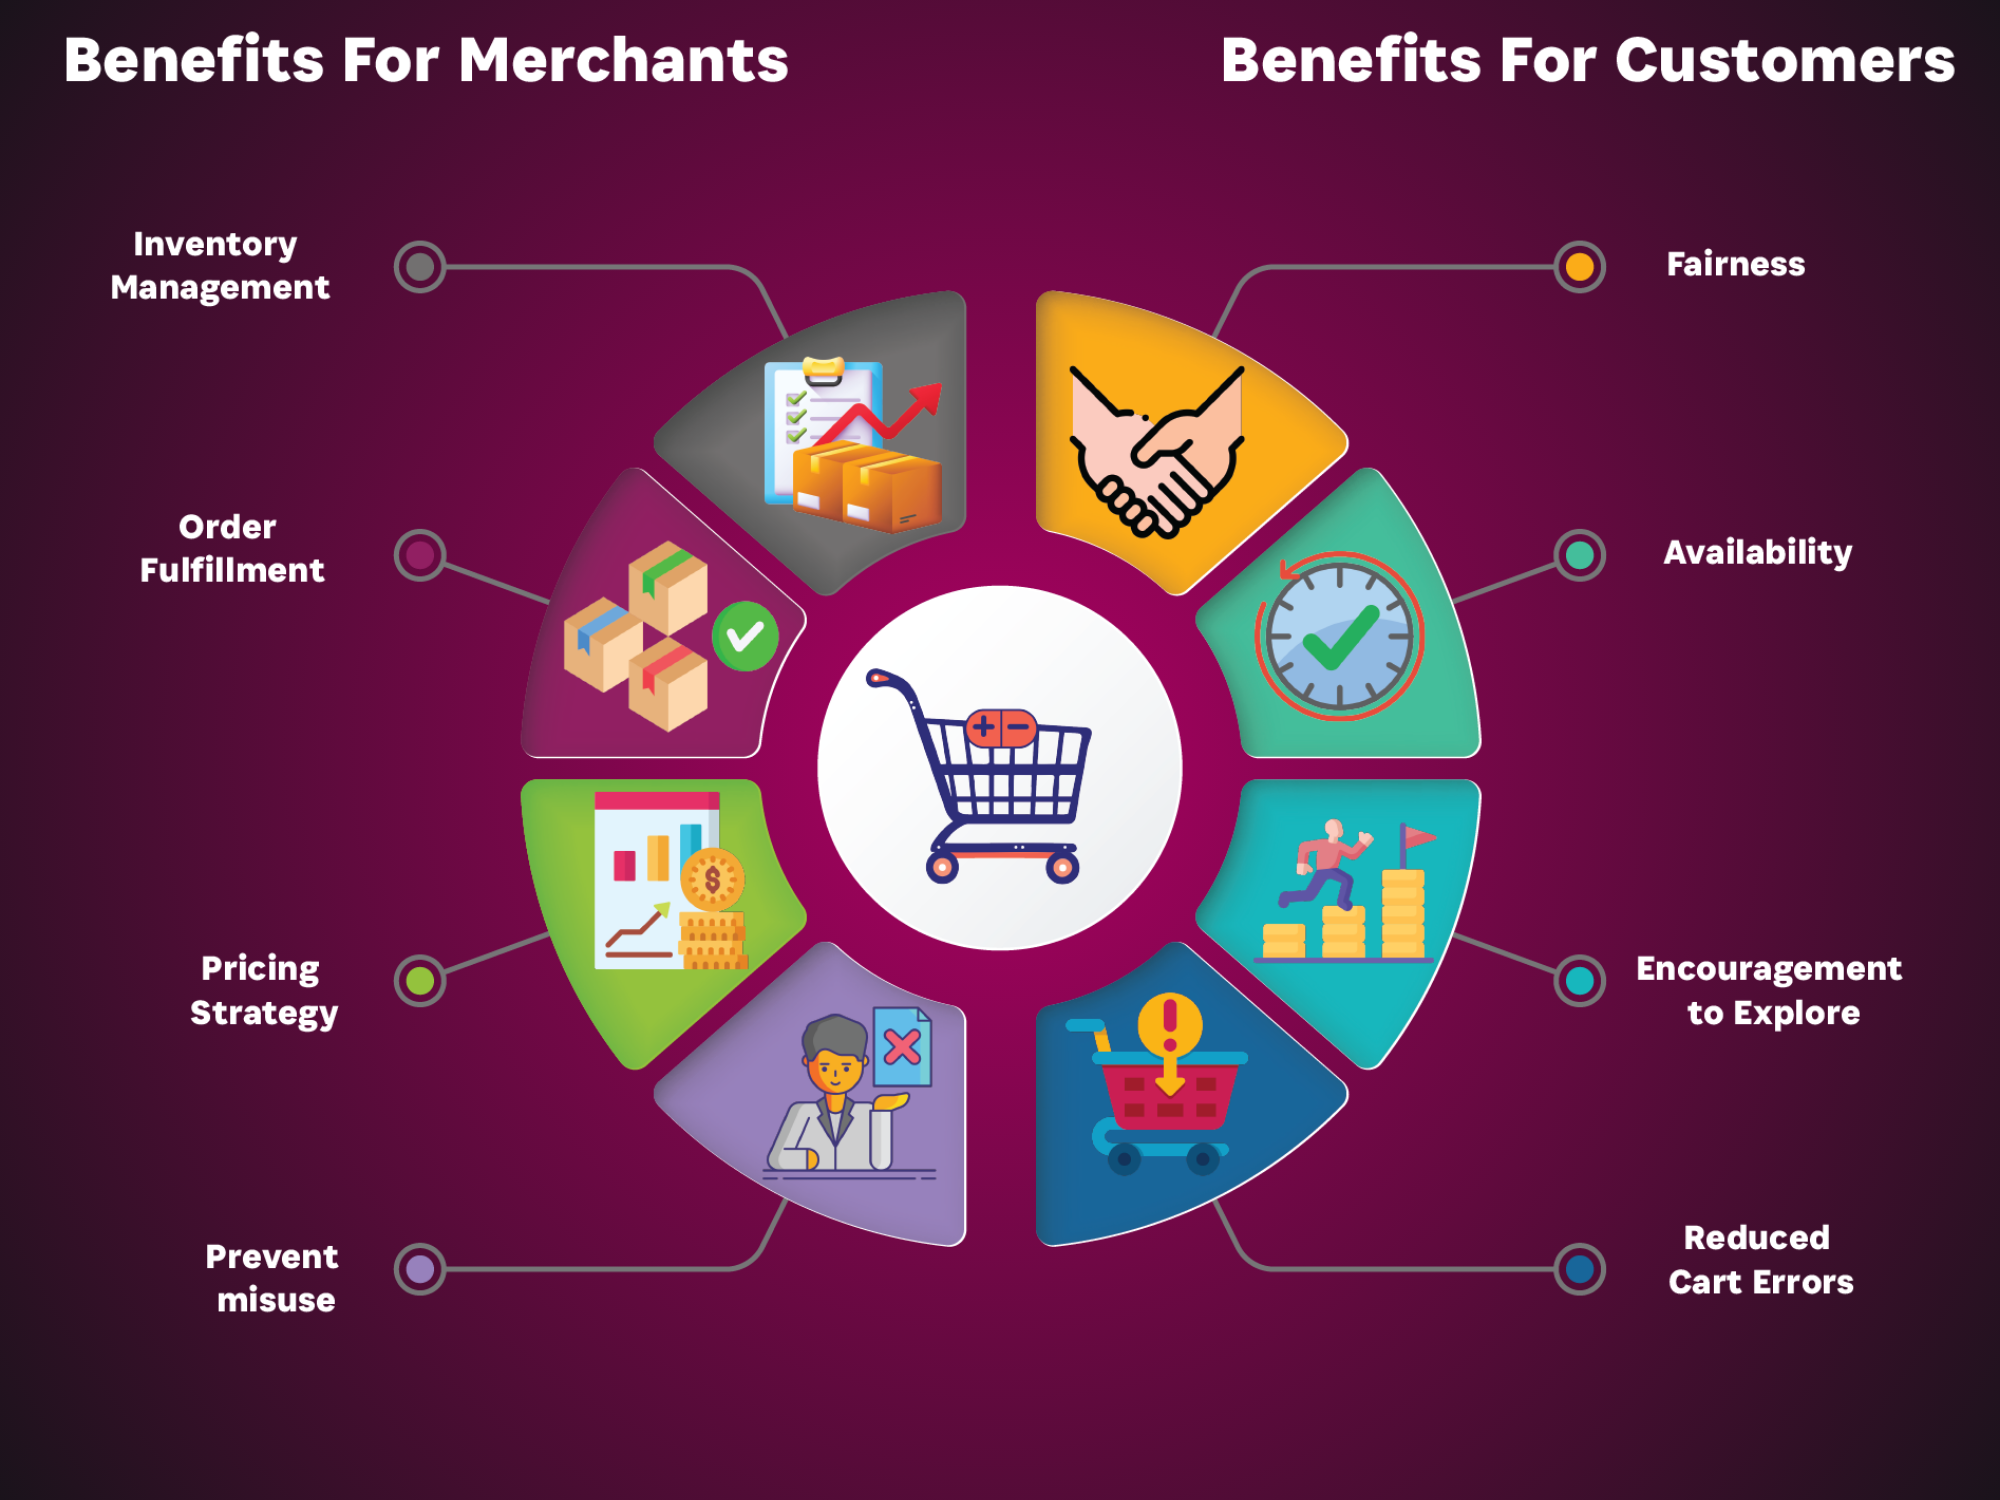 Benefits For Merchants
Benefits For Customers
Inventory
Management
Order
Fulfillment
Pricing
Strategy
Prevent
misuse
Fairness
Availability
Encouragement
to Explore
Reduced
Cart Errors